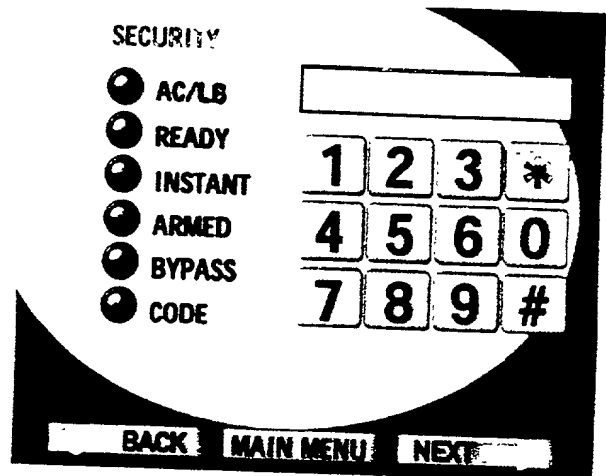 SECURITY
AC/LB
READY
INSTANT
ARMED
BYPASS
CODE
1 2 3 *
4 5 6 0
7 8 9 #
BACK MAIN MENU NEXT